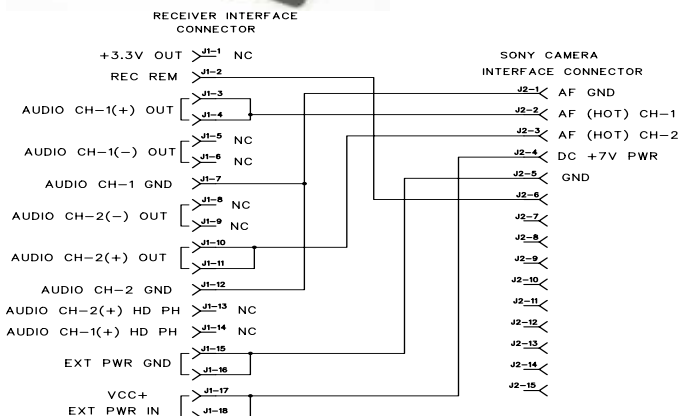 RECEIVER INTERFACE
CONNECTOR
+3.3V OUT J1-1 NC
REC REM J1-2
J1-3
AUDIO CH-1(+) OUT
J1-4
J1-5 NC
AUDIO CH-1(-) OUT
J1-6 NC
AUDIO CH-1 GND J1-7
J1-8 NC
AUDIO CH-2(-) OUT
J1-9 NC
J1-10
AUDIO CH-2(+) OUT
J1-11
AUDIO CH-2 GND J1-12
AUDIO CH-2(+) HD PH J1-13 NC
AUDIO CH-1(+) HD PH J1-14 NC
J1-15
EXT PWR GND
J1-16
J1-17
VCC+
EXT PWR IN J1-18
SONY CAMERA
INTERFACE CONNECTOR
J2-1 AF GND
J2-2 AF (HOT) CH-1
J2-3 AF (HOT) CH-2
J2-4 DC +7V PWR
J2-5 GND
J2-6
J2-7
J2-8
J2-9
J2-10
J2-11
J2-12
J2-13
J2-14
J2-15